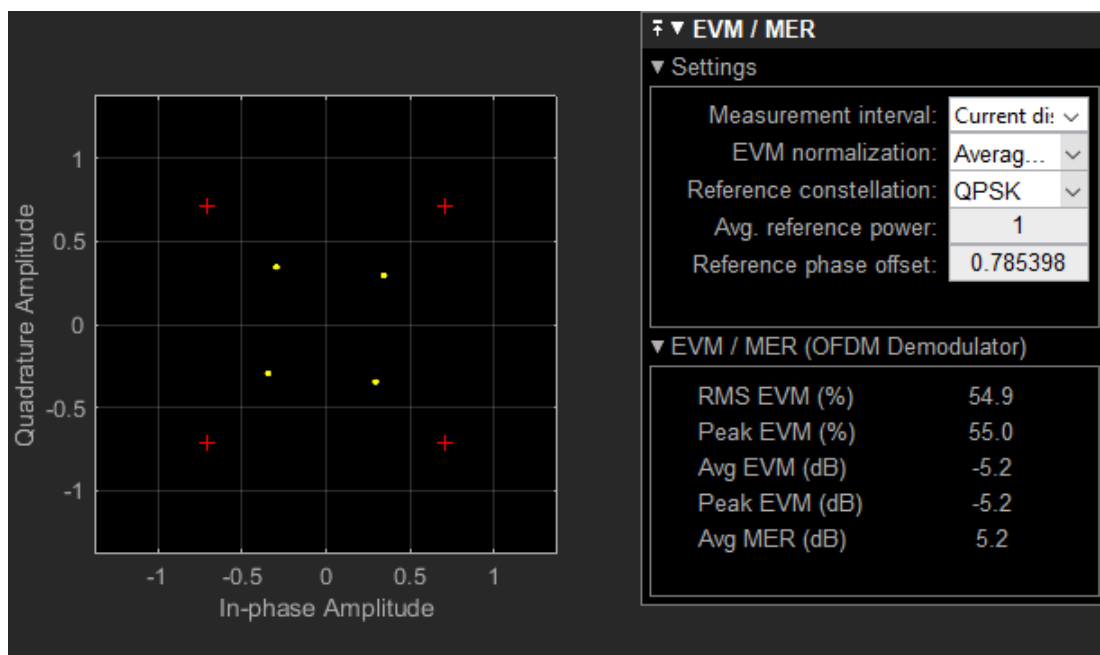 EVM / MER
Settings
Measurement interval: Current di
EVM normalization: Averag...
Reference constellation: QPSK
Avg. reference power: 1
Reference phase offset: 0.785398
EVM / MER (OFDM Demodulator)
RMS EVM (%) 54.9
Peak EVM (%) 55.0
Avg EVM (dB) -5.2
Peak EVM (dB) -5.2
Avg MER (dB) 5.2
Quadrature Amplitude
1
0.5
0
-0.5
-1
-1 -0.5 0 0.5 1
In-phase Amplitude